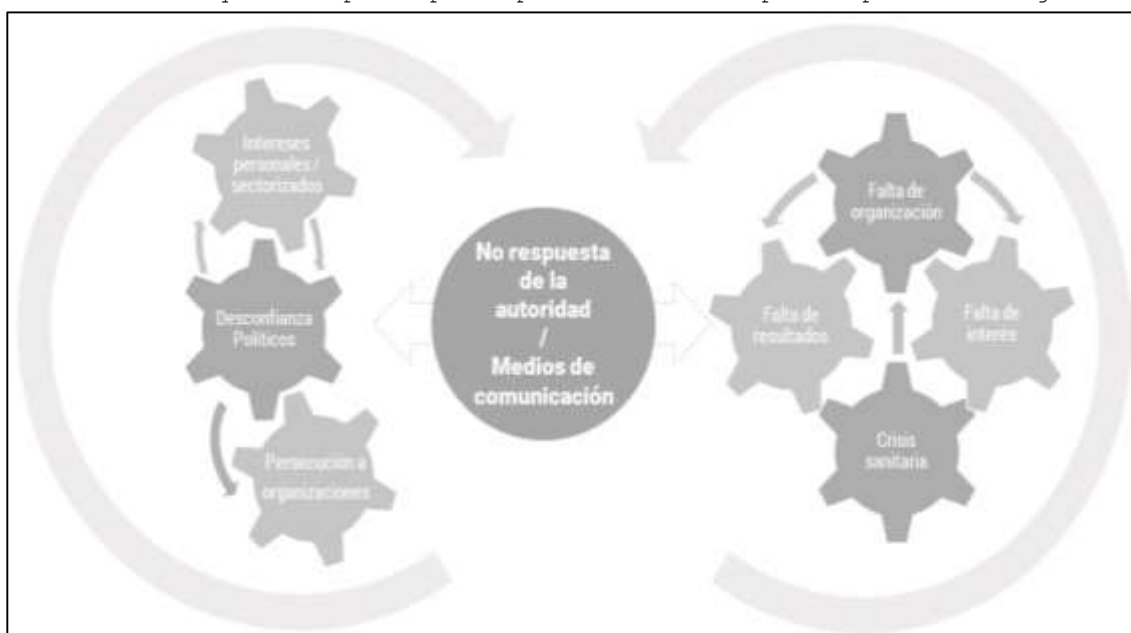 Intereses
personales /
sectorizados
Desconfianza
Políticos
Persecución a
organizaciones
No respuesta
de la
autoridad
/
Medios de
comunicación
Falta de
organización
Falta de
resultados
Falta de
interés
Crisis
sanitaria